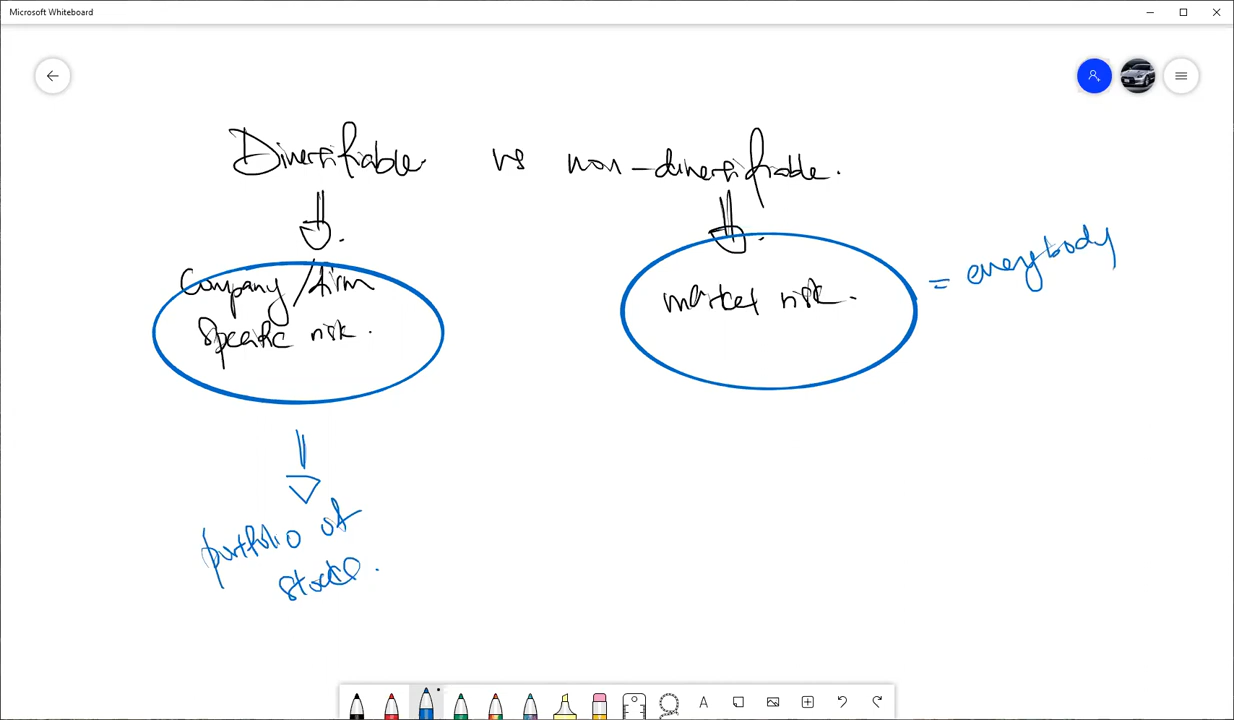 Microsoft Whiteboard
Diversifiable vs non-diversifiable.
Company/firm
specific risk.
market risk.
= everybody
portfolio of
stocks.
A